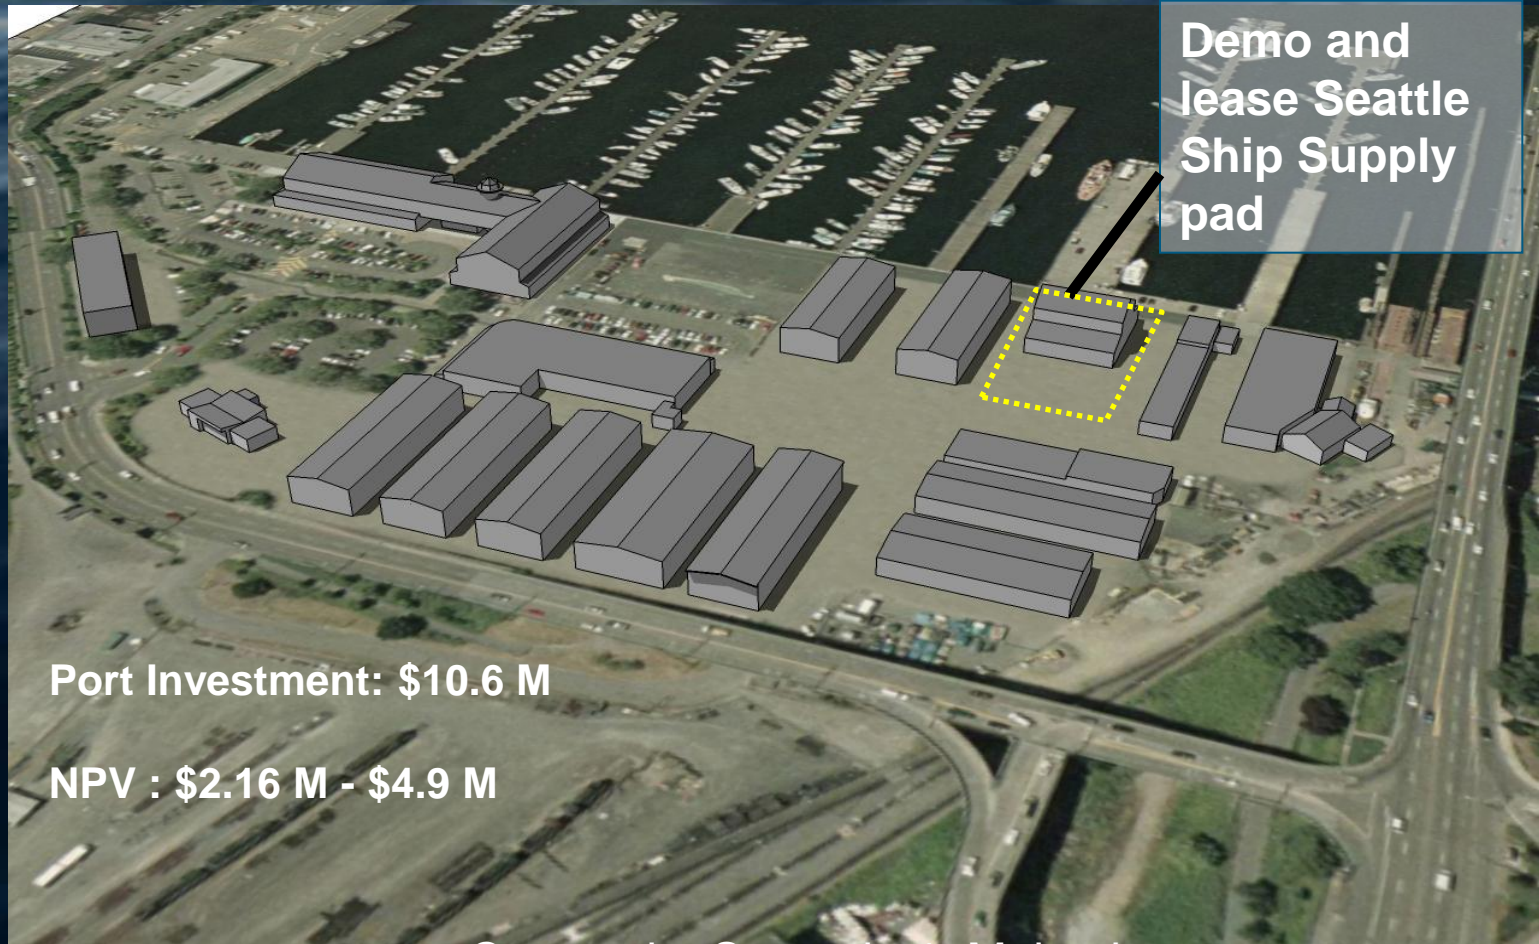 Demo and
lease Seattle
Ship Supply
pad
Port Investment: $10.6 M
NPV : $2.16 M - $4.9 M